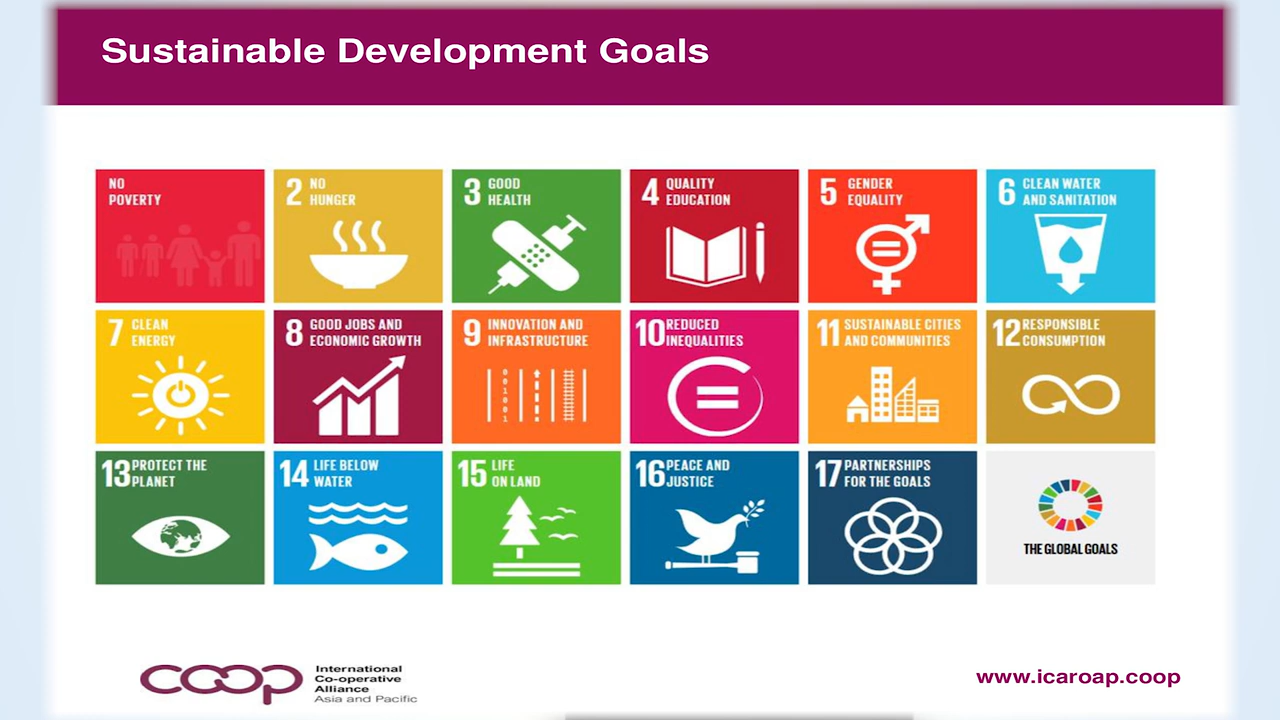 Sustainable Development Goals
NO
POVERTY
2 NO
HUNGER
3 GOOD
HEALTH
4 QUALITY
EDUCATION
5 GENDER
EQUALITY
6 CLEAN WATER
AND SANITATION
7 CLEAN
ENERGY
8 GOOD JOBS AND
ECONOMIC GROWTH
9 INNOVATION AND
INFRASTRUCTURE
001001
10 REDUCED
INEQUALITIES
11 SUSTAINABLE CITIES
AND COMMUNITIES
12 RESPONSIBLE
CONSUMPTION
13 PROTECT THE
PLANET
14 LIFE BELOW
WATER
15 LIFE
ON LAND
16 PEACE AND
JUSTICE
17 PARTNERSHIPS
FOR THE GOALS
THE GLOBAL GOALS
coop
International
Co-operative
Alliance
Asia and Pacific
www.icaroap.coop